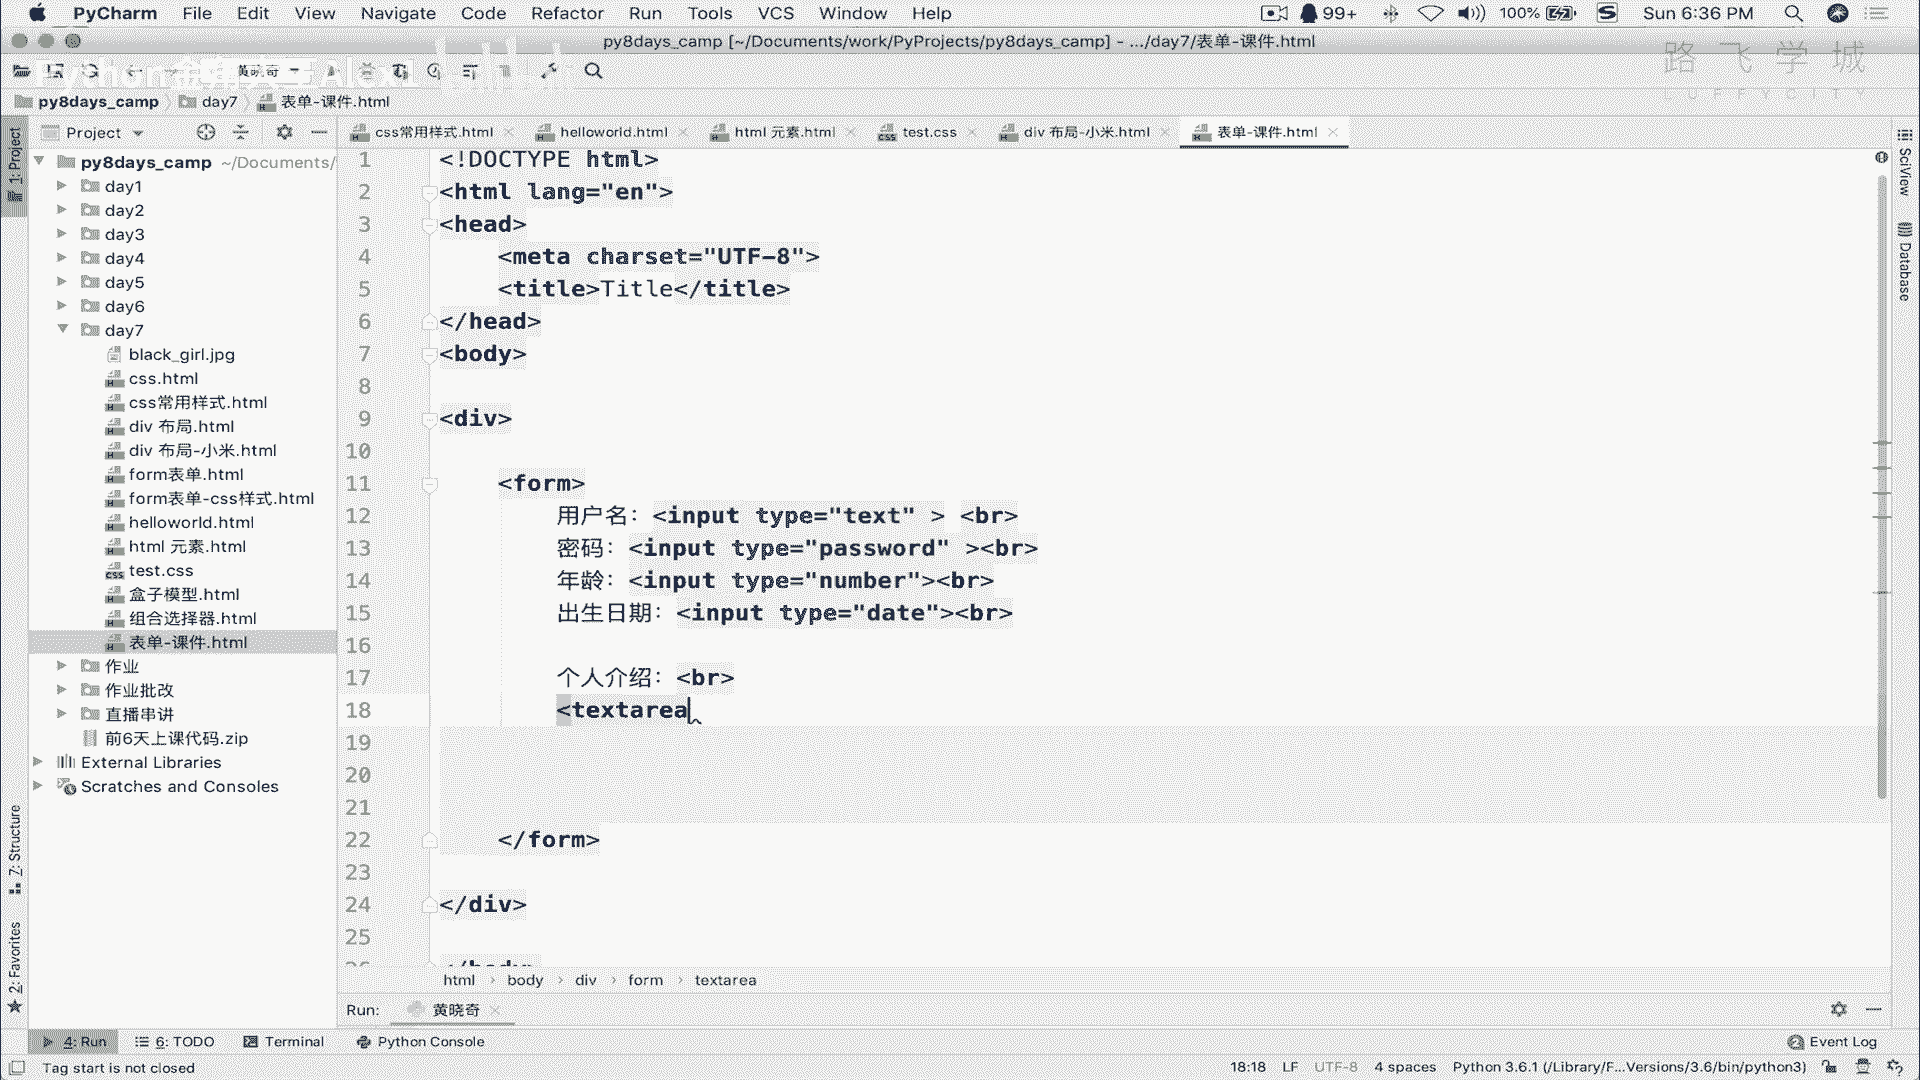 PyCharm File Edit View Navigate Code Refactor Run Tools VCS Window Help 99+ 100% Sun 6:36 PM
py8days_camp [~/Documents/work/PyProjects/py8days_camp] - .../day7/表单-课件.html
黄晓奇
路飞学城
LUFFYCITY
py8days_camp day7 表单-课件.html
Project
css常用样式.html helloworld.html html 元素.html test.css div 布局-小米.html 表单-课件.html
1: Project
py8days_camp ~/Documents/
day1
day2
day3
day4
day5
day6
day7
black_girl.jpg
css.html
css常用样式.html
div 布局.html
div 布局-小米.html
form表单.html
form表单-css样式.html
helloworld.html
html 元素.html
test.css
盒子模型.html
组合选择器.html
表单-课件.html
作业
作业批改
直播串讲
前6天上课代码.zip
External Libraries
Scratches and Consoles
7: Structure
2: Favorites
1 <!DOCTYPE html>
2 <html lang="en">
3 <head>
4 <meta charset="UTF-8">
5 <title>Title</title>
6 </head>
7 <body>
8
9 <div>
10
11 <form>
12 用户名: <input type="text" > <br>
13 密码: <input type="password" ><br>
14 年龄: <input type="number"><br>
15 出生日期: <input type="date"><br>
16
17 个人介绍: <br>
18 <textarea
19
20
21
22 </form>
23
24 </div>
25
26 </body>
SciView
Database
html body div form textarea
Run: 黄晓奇
4: Run 6: TODO Terminal Python Console 2 Event Log
Tag start is not closed 18:18 LF UTF-8 4 spaces Python 3.6.1 (/Library/F...Versions/3.6/bin/python3)